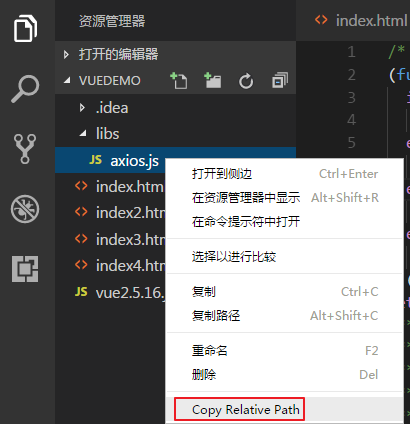 资源管理器
index.html
打开的编辑器
VUEDEMO
.idea
libs
JS axios.js
index.htm
index2.htm
index3.htm
index4.htm
JS vue2.5.16.j
1 /*
2 (fu
3 i
4
5 e
6
打开到侧边 Ctrl+Enter
在资源管理器中显示 Alt+Shift+R
在命令提示符中打开
选择以进行比较
复制 Ctrl+C
复制路径 Alt+Shift+C
重命名 F2
删除 Del
Copy Relative Path